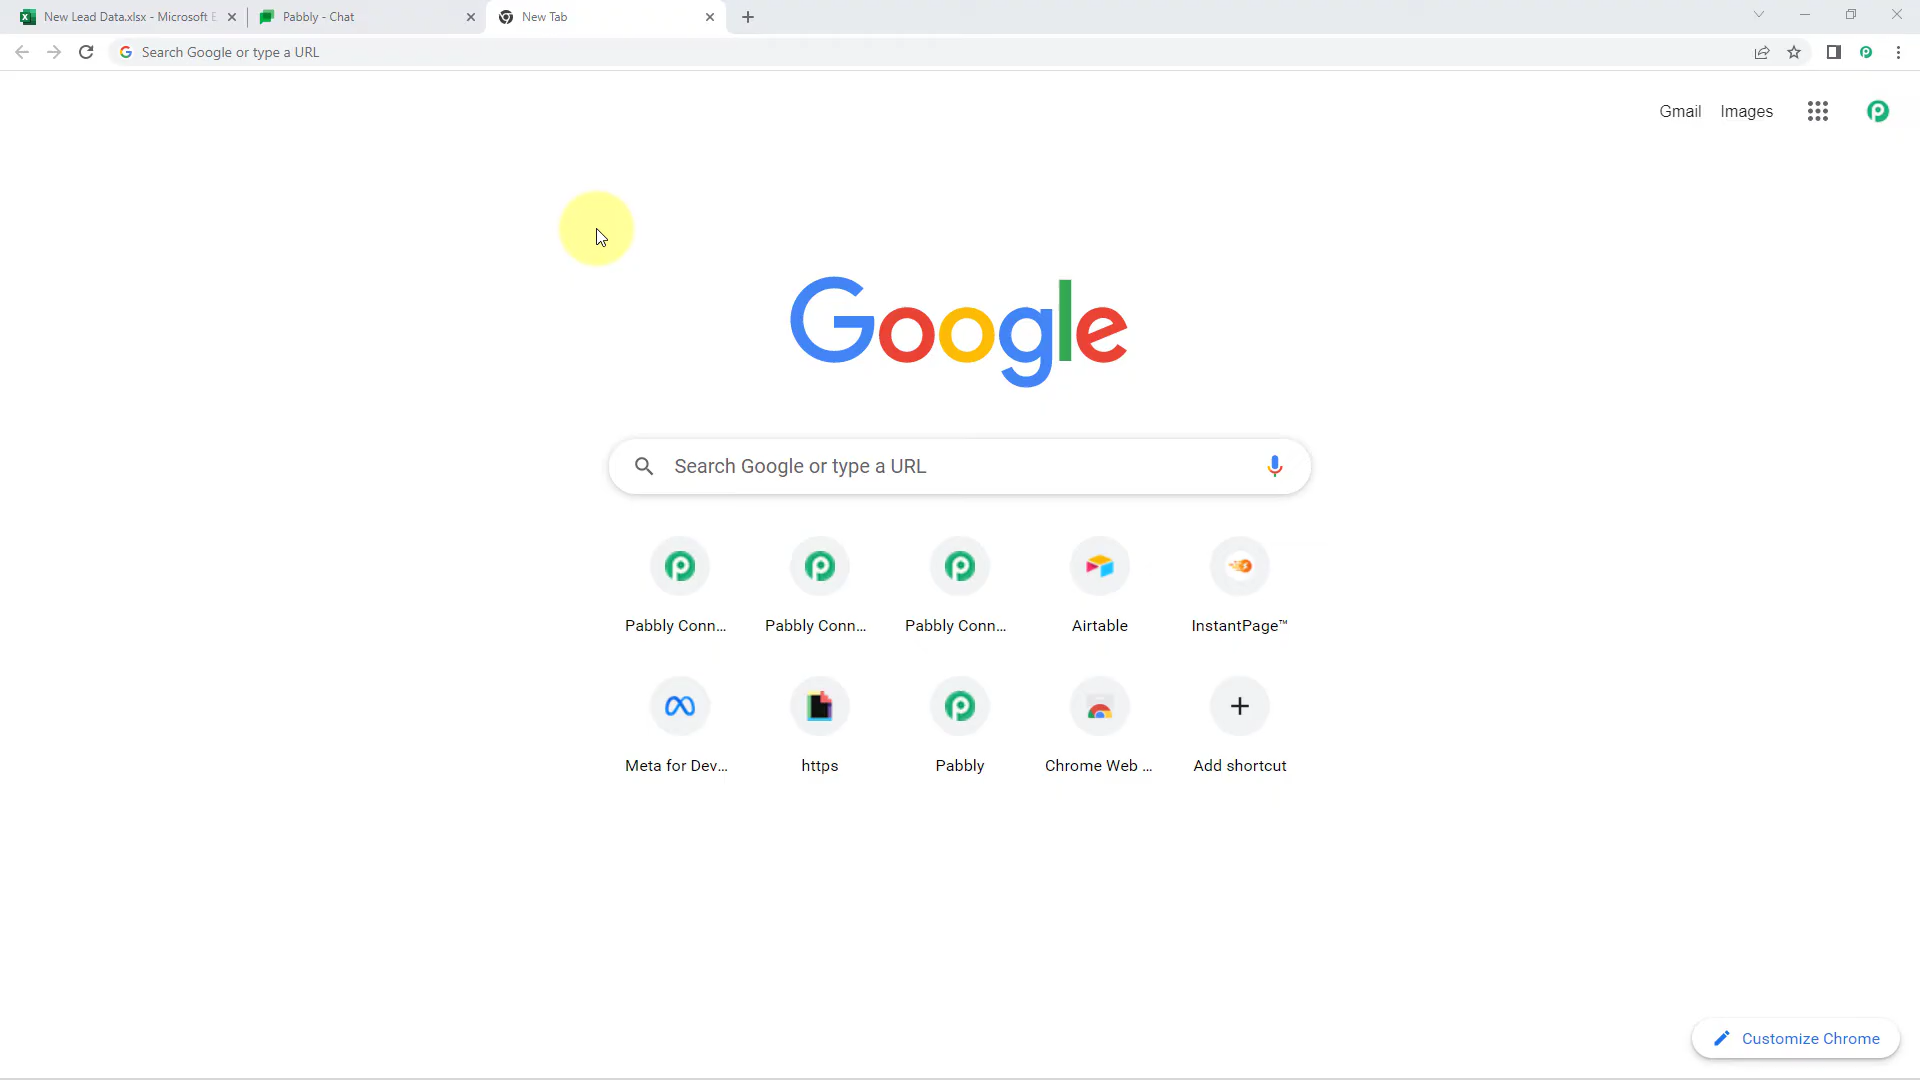 New Lead Data.xlsx - Microsoft E
Pabbly - Chat
New Tab
Search Google or type a URL
Gmail
Images
Google
Search Google or type a URL
Pabbly Conn...
Pabbly Conn...
Pabbly Conn...
Airtable
InstantPage™
Meta for Dev...
https
Pabbly
Chrome Web ...
Add shortcut
Customize Chrome